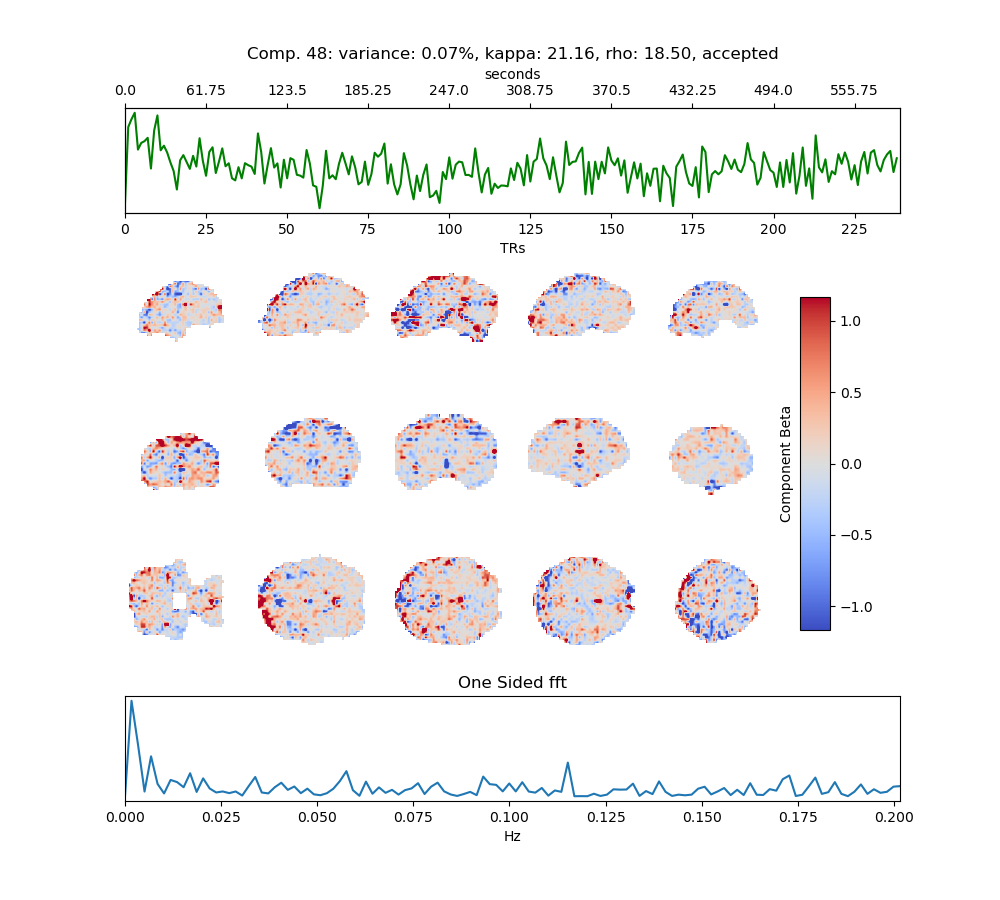 Comp. 48: variance: 0.07%, kappa: 21.16, rho: 18.50, accepted
seconds
0.0 61.75 123.5 185.25 247.0 308.75 370.5 432.25 494.0 555.75
0 25 50 75 100 125 150 175 200 225
TRs
1.0
0.5
0.0
−0.5
−1.0
Component Beta
One Sided fft
0.000 0.025 0.050 0.075 0.100 0.125 0.150 0.175 0.200
Hz